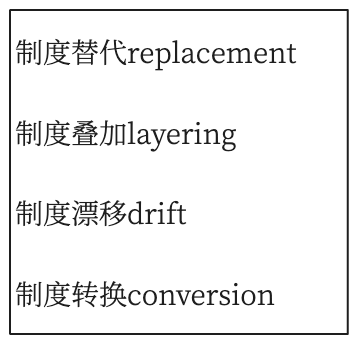 制度替代replacement
制度叠加layering
制度漂移drift
制度转换conversion